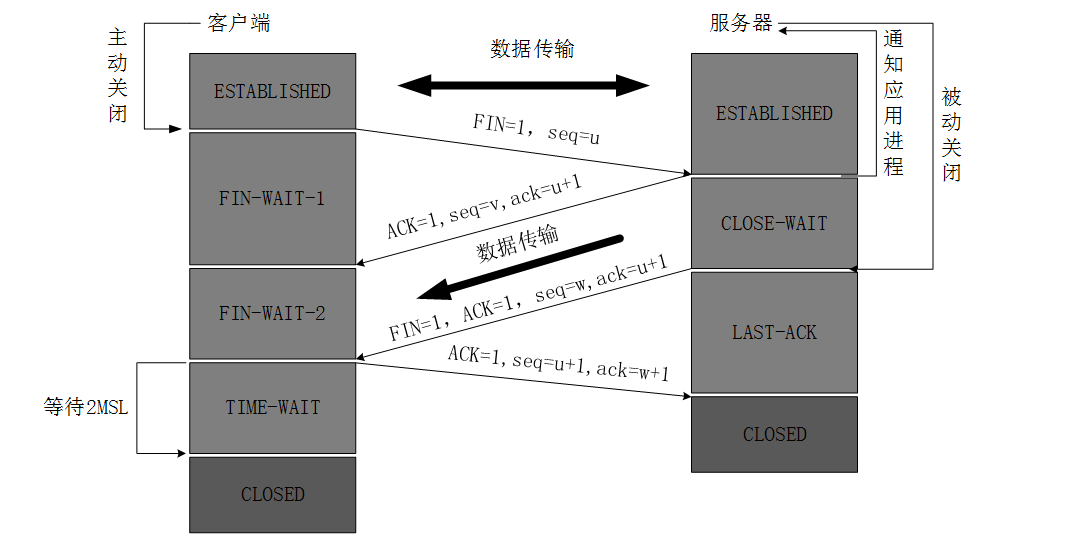 客户端
服务器
主动关闭
数据传输
通知应用进程
被动关闭
ESTABLISHED
ESTABLISHED
FIN=1, seq=u
FIN-WAIT-1
ACK=1,seq=v,ack=u+1
CLOSE-WAIT
数据传输
FIN-WAIT-2
FIN=1, ACK=1, seq=w,ack=u+1
LAST-ACK
ACK=1,seq=u+1,ack=w+1
等待2MSL
TIME-WAIT
CLOSED
CLOSED